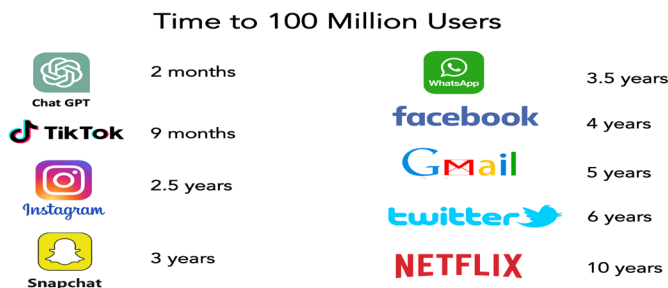 Time to 100 Million Users
Chat GPT
2 months
TikTok
9 months
Instagram
2.5 years
Snapchat
3 years
WhatsApp
3.5 years
facebook
4 years
Gmail
5 years
twitter
6 years
NETFLIX
10 years